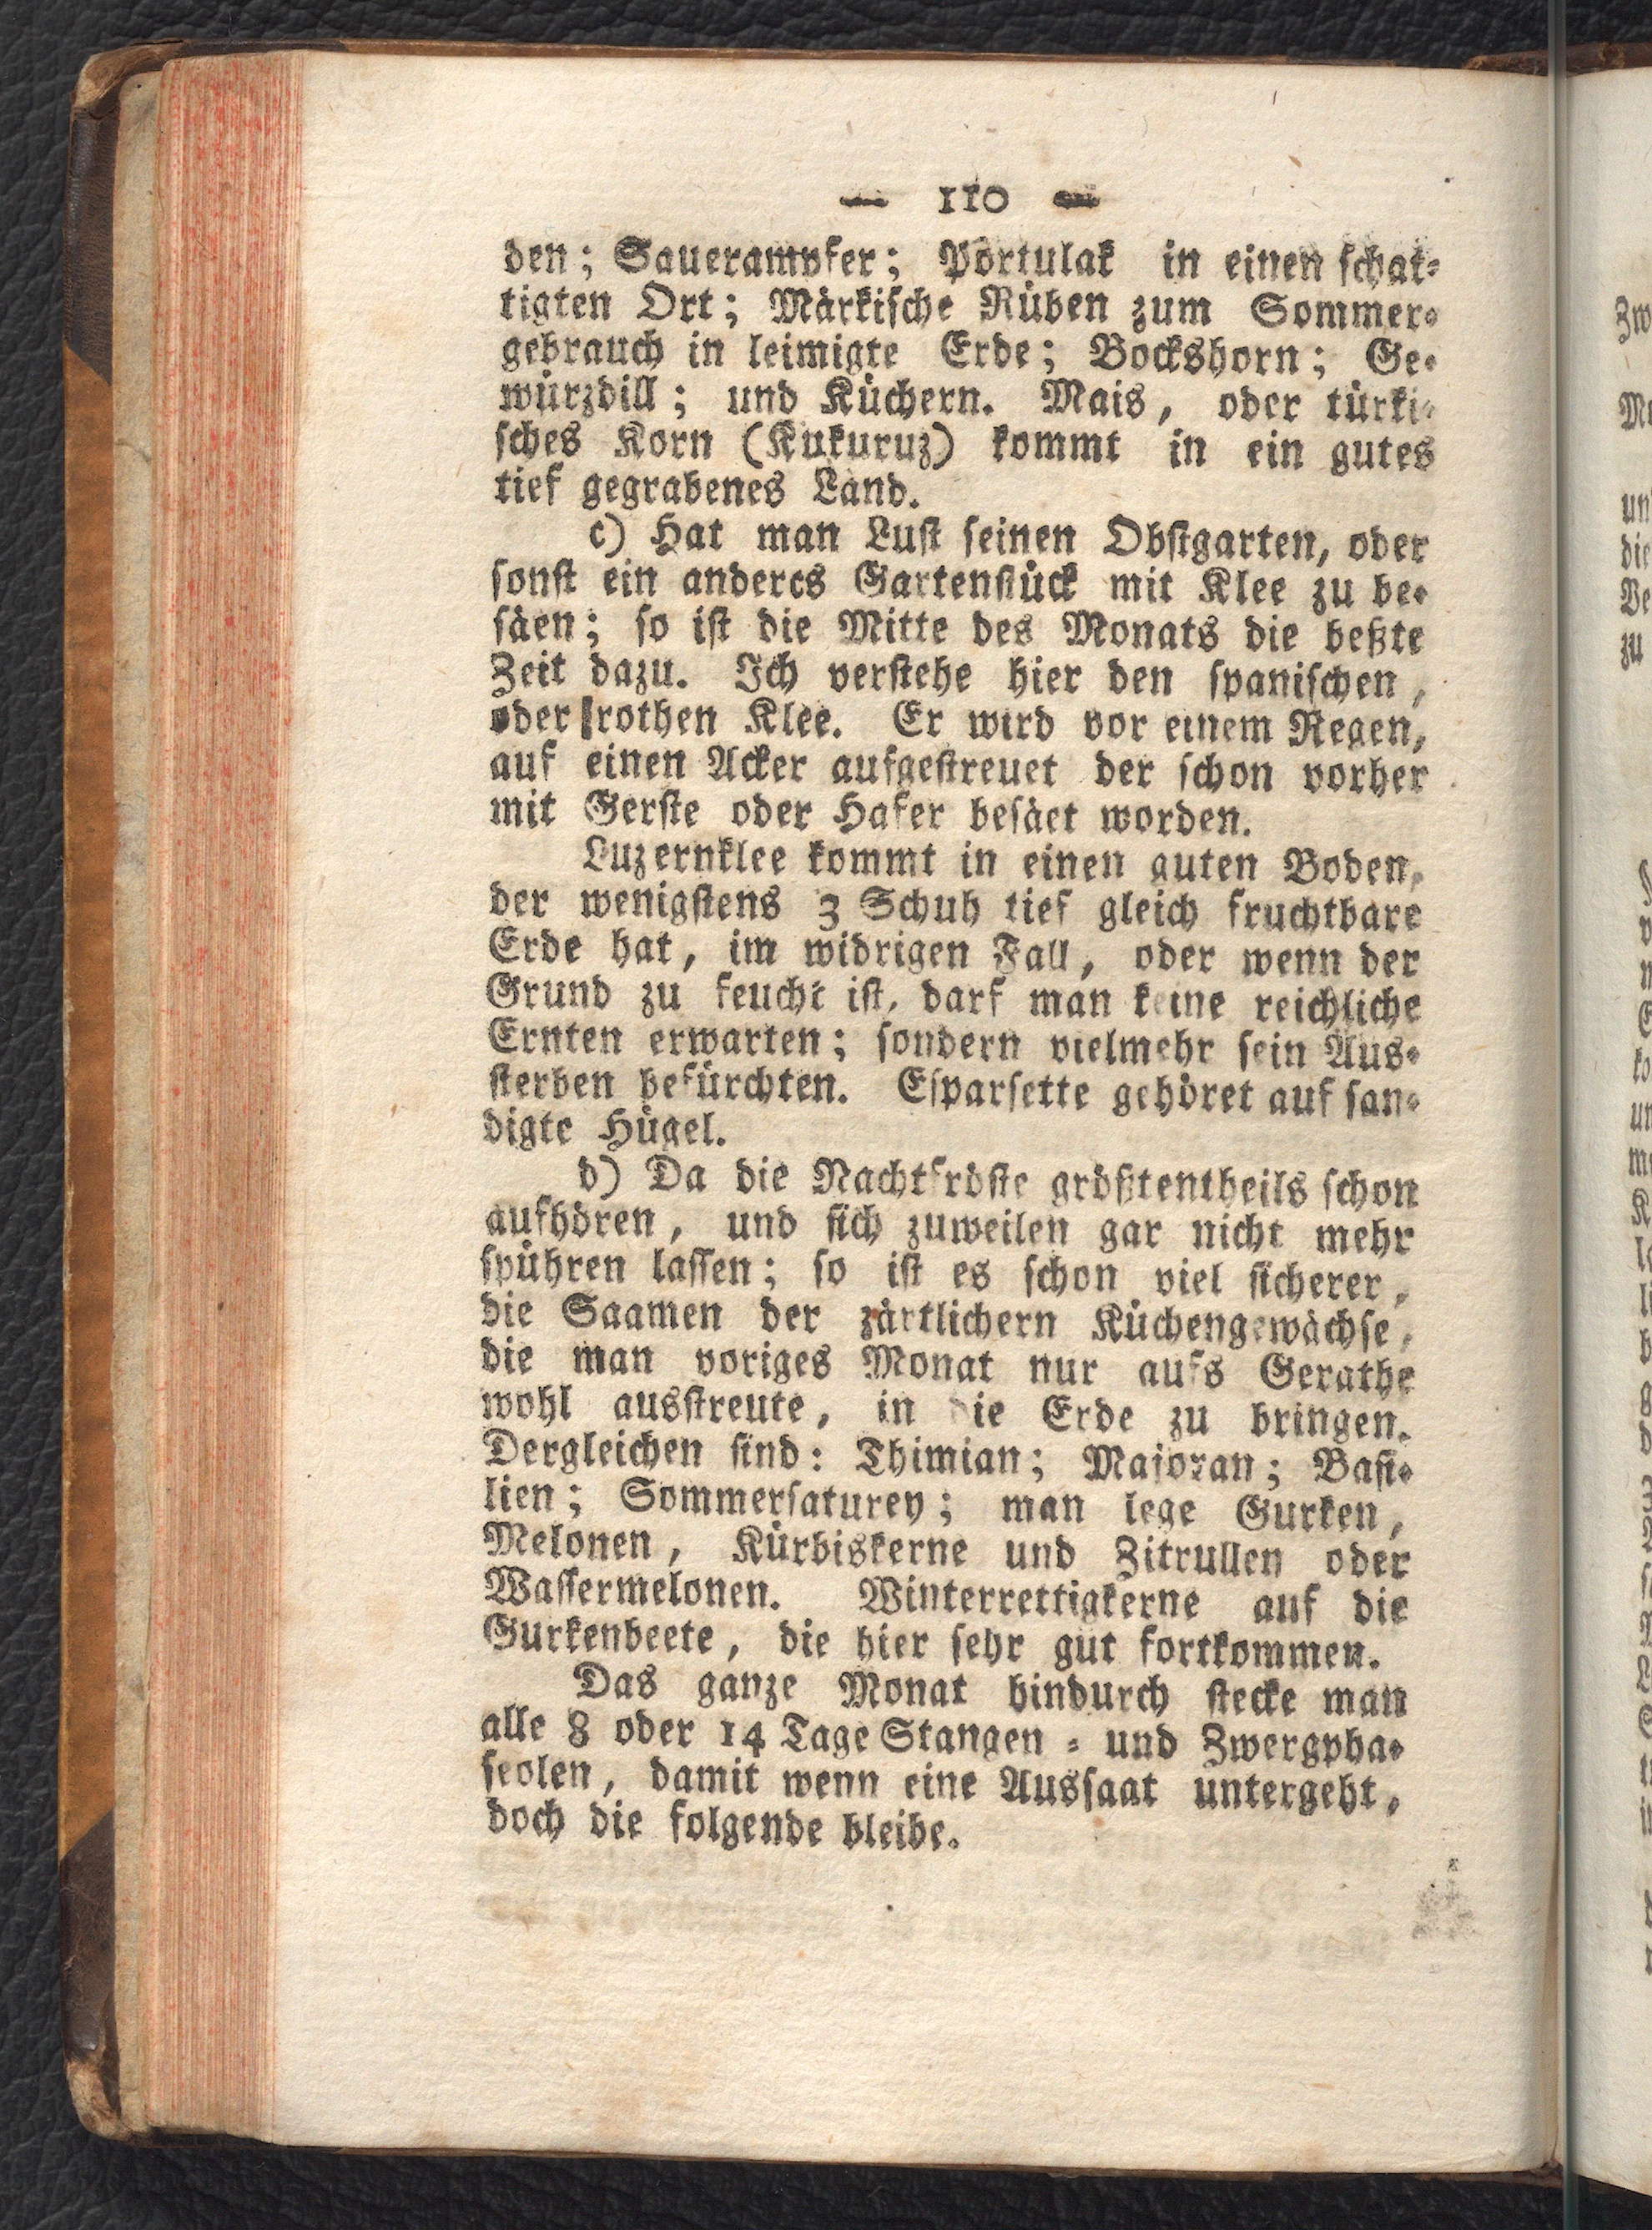 — 110 —
den; Sauerampfer; Portulak in einen schat-
tigten Ort; Märkische Rüben zum Sommer-
gebrauch in leimigte Erde; Bockshorn; Ge-
würzdill; und Küchern. Mais, oder türki-
sches Korn (Kukuruz) kommt in ein gutes
tief gegrabenes Land.
c) Hat man Lust seinen Obstgarten, oder
sonst ein anderes Gartenstück mit Klee zu be-
säen; so ist die Mitte des Monats die beßte
Zeit dazu. Ich verstehe hier den spanischen,
oder rothen Klee. Er wird vor einem Regen,
auf einen Acker aufgestreuet der schon vorher
mit Gerste oder Hafer besäet worden.
Luzernklee kommt in einen guten Boden,
der wenigstens 3 Schuh tief gleich fruchtbare
Erde hat, im widrigen Fall, oder wenn der
Grund zu feucht ist, darf man keine reichliche
Ernten erwarten; sondern vielmehr sein Aus-
sterben befürchten. Esparsette gehöret auf san-
digte Hügel.
d) Da die Nachtfröste größtentheils schon
aufhören, und sich zuweilen gar nicht mehr
spühren lassen; so ist es schon viel sicherer,
die Saamen der zärtlichern Küchengewächse,
die man voriges Monat nur aufs Gerathe
wohl ausstreute, in die Erde zu bringen.
Dergleichen sind: Thimian; Majoran; Basi-
lien; Sommersaturey; man lege Gurken,
Melonen, Kürbiskerne und Zitrullen oder
Wassermelonen. Winterrettigkerne auf die
Gurkenbeete, die hier sehr gut fortkommen.
Das ganze Monat hindurch stecke man
alle 8 oder 14 Tage Stangen- und Zwergpha-
seolen, damit wenn eine Aussaat untergeht,
doch die folgende bleibe.